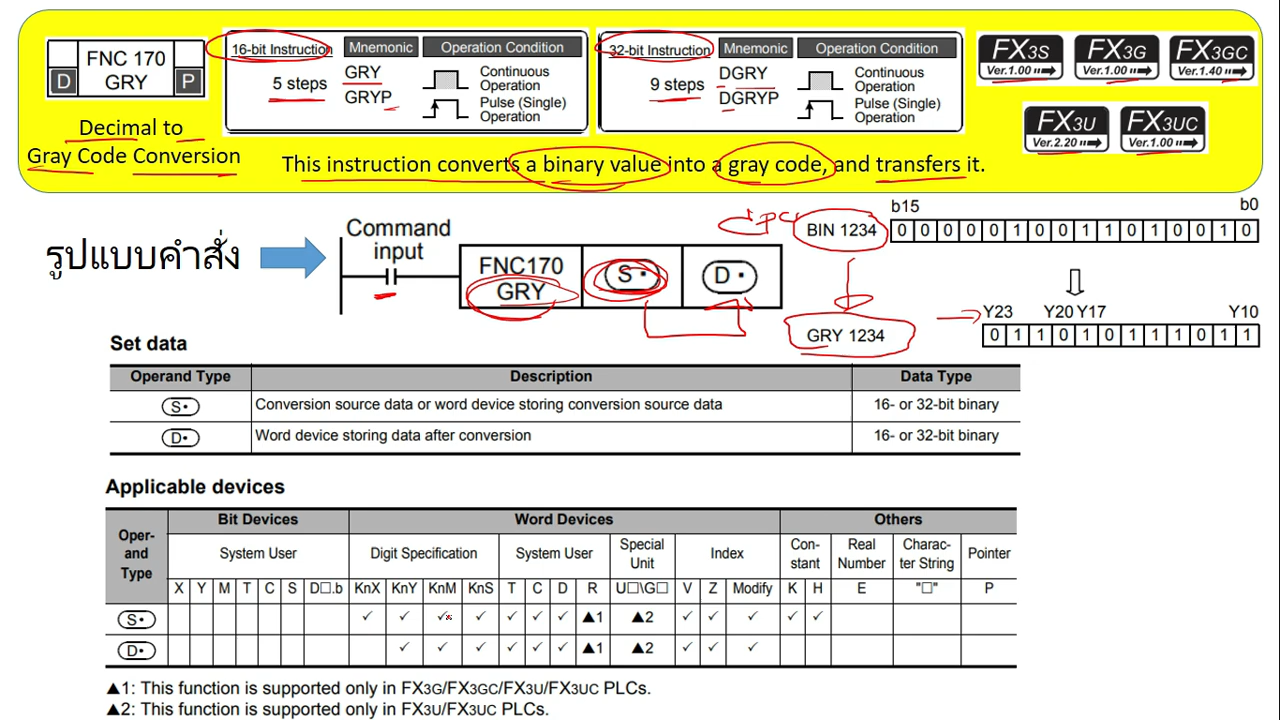 FNC 170
D GRY P
Decimal to
Gray Code Conversion
16-bit Instruction Mnemonic Operation Condition
5 steps GRY Continuous Operation
GRYP Pulse (Single) Operation
32-bit Instruction Mnemonic Operation Condition
9 steps DGRY Continuous Operation
DGRYP Pulse (Single) Operation
FX3S Ver.1.00
FX3G Ver.1.00
FX3GC Ver.1.40
FX3U Ver.2.20
FX3UC Ver.1.00
This instruction converts a binary value into a gray code, and transfers it.
รูปแบบคำสั่ง
Command
input
FNC170
GRY
S•
D•
BIN 1234
b15 b0
0 0 0 0 0 1 0 0 1 1 0 1 0 0 1 0
GRY 1234
Y23 Y20 Y17 Y10
0 1 1 0 1 0 1 1 1 0 1 1
Set data
Operand Type Description Data Type
S• Conversion source data or word device storing conversion source data 16- or 32-bit binary
D• Word device storing data after conversion 16- or 32-bit binary
Applicable devices
Oper-
and
Type
Bit Devices Word Devices Others
System User Digit Specification System User Special Unit Index Con-stant Real Number Charac-ter String Pointer
X Y M T C S D□.b KnX KnY KnM KnS T C D R U□\G□ V Z Modify K H E "□" P
S• ✓ ✓ ✓ ✓ ✓ ✓ ✓ ▲1 ▲2 ✓ ✓ ✓ ✓ ✓
D• ✓ ✓ ✓ ✓ ✓ ✓ ▲1 ▲2 ✓ ✓ ✓
▲1: This function is supported only in FX3G/FX3GC/FX3U/FX3UC PLCs.
▲2: This function is supported only in FX3U/FX3UC PLCs.